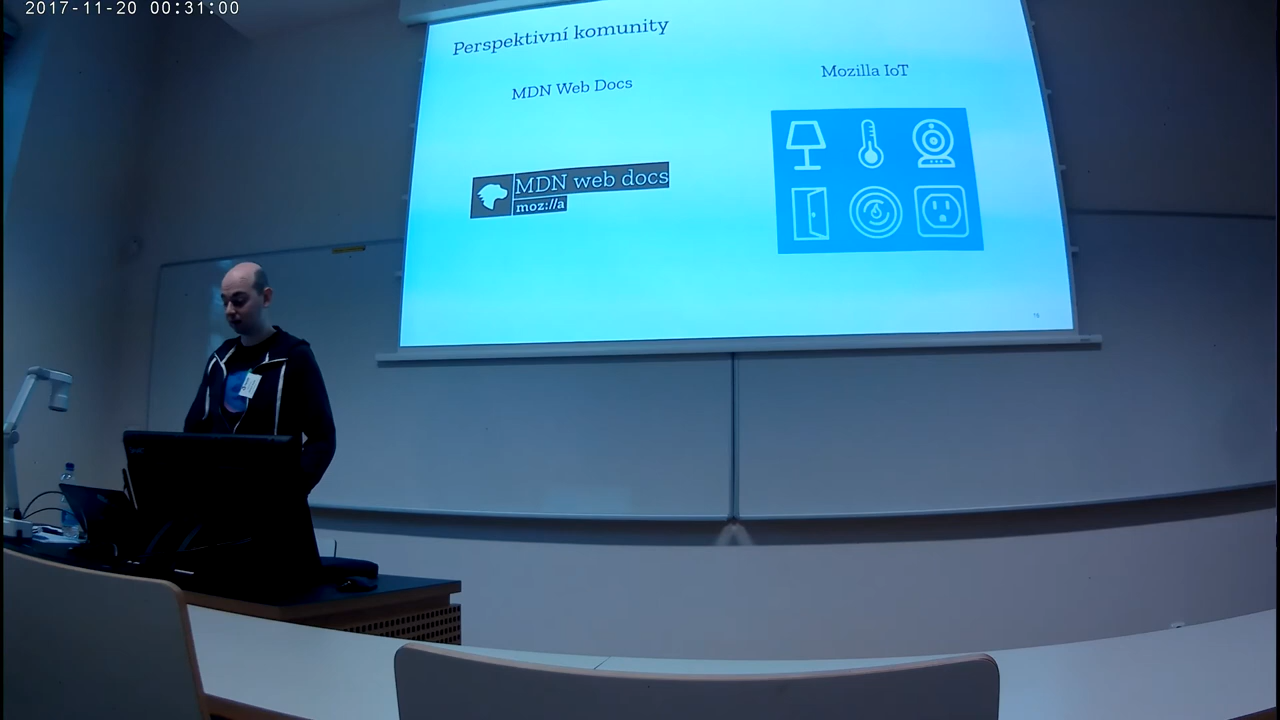 2017-11-20 00:31:00
Perspektivní komunity
MDN Web Docs
Mozilla IoT
MDN web docs
moz://a